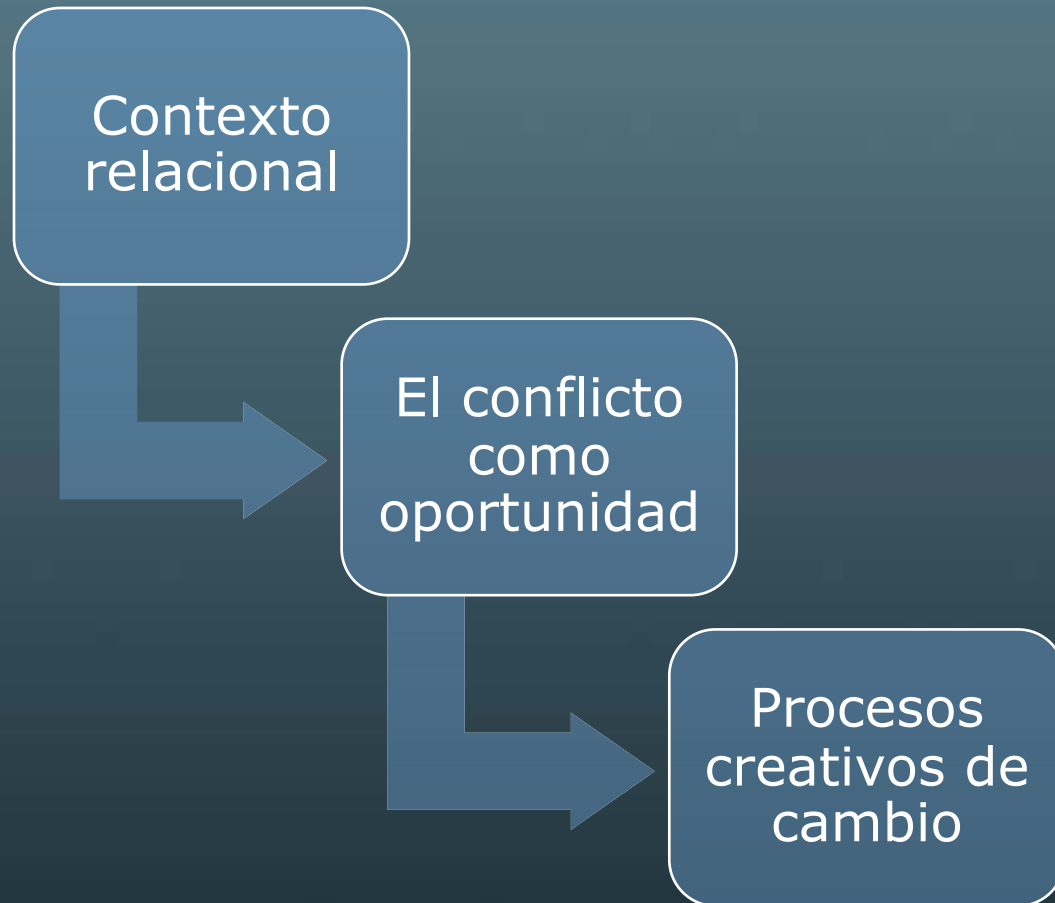 Contexto
relacional
El conflicto
como
oportunidad
Procesos
creativos de
cambio